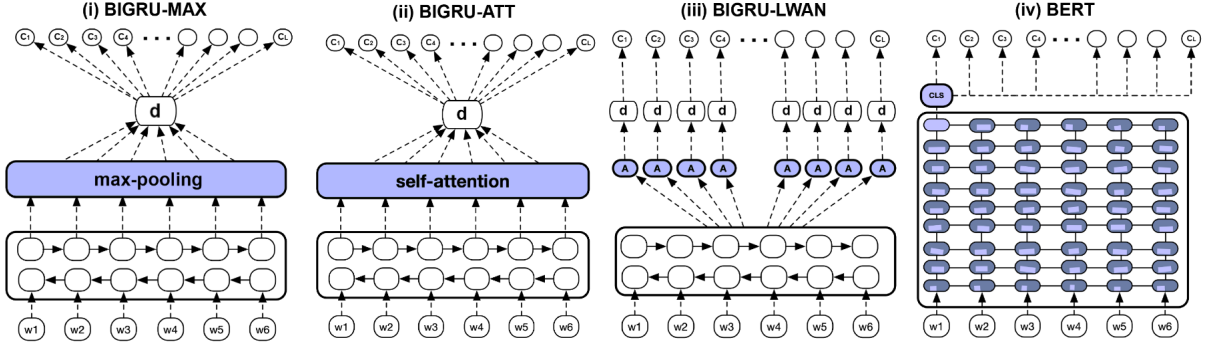 (i) BIGRU-MAX
C1 C2 C3 C4 ... CL
d
max-pooling
w1 w2 w3 w4 w5 w6
(ii) BIGRU-ATT
C1 C2 C3 C4 ... CL
d
self-attention
w1 w2 w3 w4 w5 w6
(iii) BIGRU-LWAN
C1 C2 C3 C4 ... CL
d d d d d d d d
A A A A A A A A
w1 w2 w3 w4 w5 w6
(iv) BERT
C1 C2 C3 C4 ... CL
CLS
w1 w2 w3 w4 w5 w6